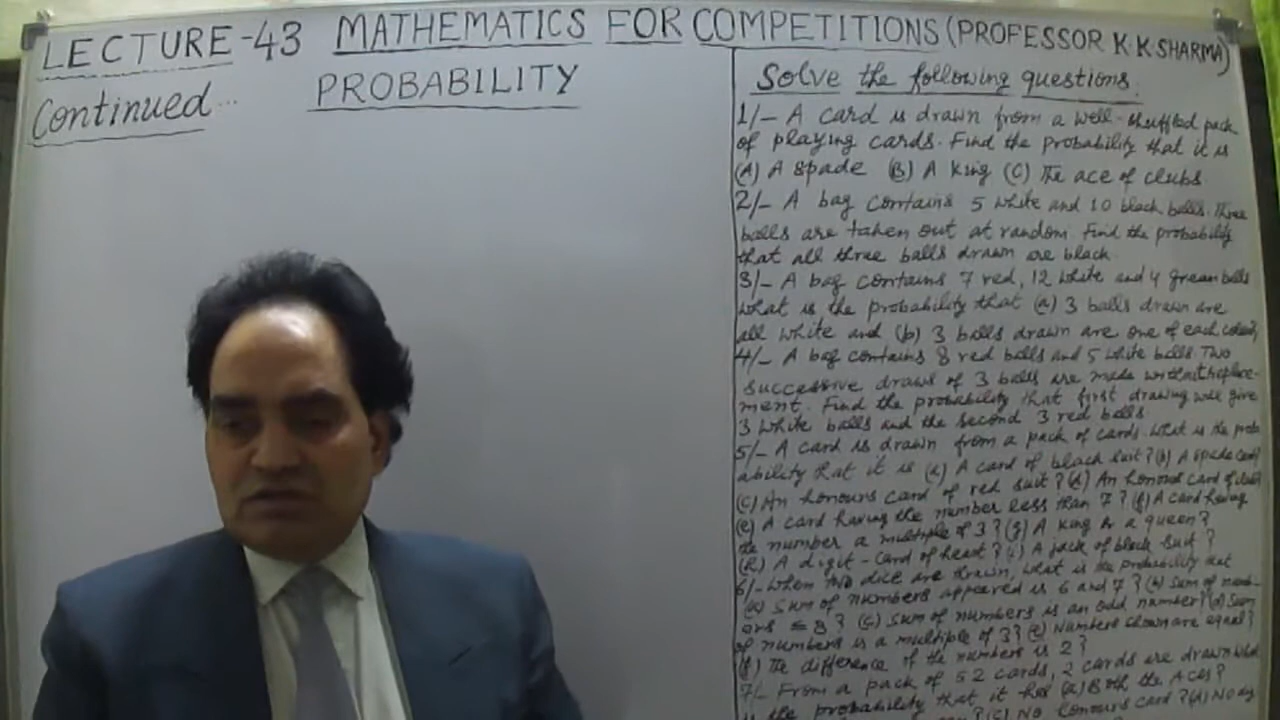 LECTURE-43 MATHEMATICS FOR COMPETITIONS (PROFESSOR K K SHARMA)
Continued...
PROBABILITY
Solve the following questions.
1/- A card is drawn from a well-shuffled pack
of playing cards. Find the probability that it is
(A) A spade (B) A King (C) The ace of clubs
2/- A bag contains 5 white and 10 black balls. Three
balls are taken out at random. Find the probability
that all three balls drawn are black.
3/- A bag contains 7 red, 12 white and 4 green balls
what is the probability that (a) 3 balls drawn are
all white and (b) 3 balls drawn are one of each colour,
4/- A bag contains 8 red balls and 5 white balls. Two
successive draws of 3 balls are made without replace-
ment. Find the probability that first drawing will give
3 white balls and the second 3 red balls.
5/- A card is drawn from a pack of cards. What is the prob-
ability that it is (a) A card of black suit? (b) A spade card
(c) An honours card of red suit? (d) An honours card of club?
(e) A card having the number less than 7? (f) A card having
the number a multiple of 3? (g) A king or a queen?
(h) A digit-card of heart? (i) A jack of black suit?
6/- When two dice are thrown, what is the probability that
(a) Sum of numbers appeared is 6 and 7? (b) Sum of numb-
ers ≤ 8? (c) Sum of numbers is an odd number? (d) Sum
of numbers is a multiple of 3? (e) Numbers shown are equal?
(f) The difference of the numbers is 2?
7/- From a pack of 52 cards, 2 cards are drawn what
is the probability that it has (a) Both the Aces?
(c) No honours card? (d) No